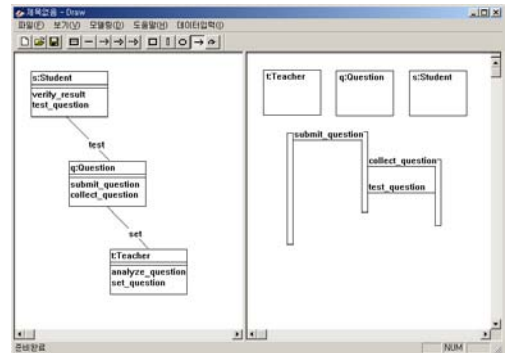 제목없음 - Draw
파일(F) 보기(V) 모델링(D) 도움말(H) 데이터입력(I)
s:Student
verify_result
test_question
test
q:Question
submit_question
collect_question
set
t:Teacher
analyze_question
set_question
t:Teacher q:Question s:Student
submit_question
collect_question
test_question
준비완료
NUM